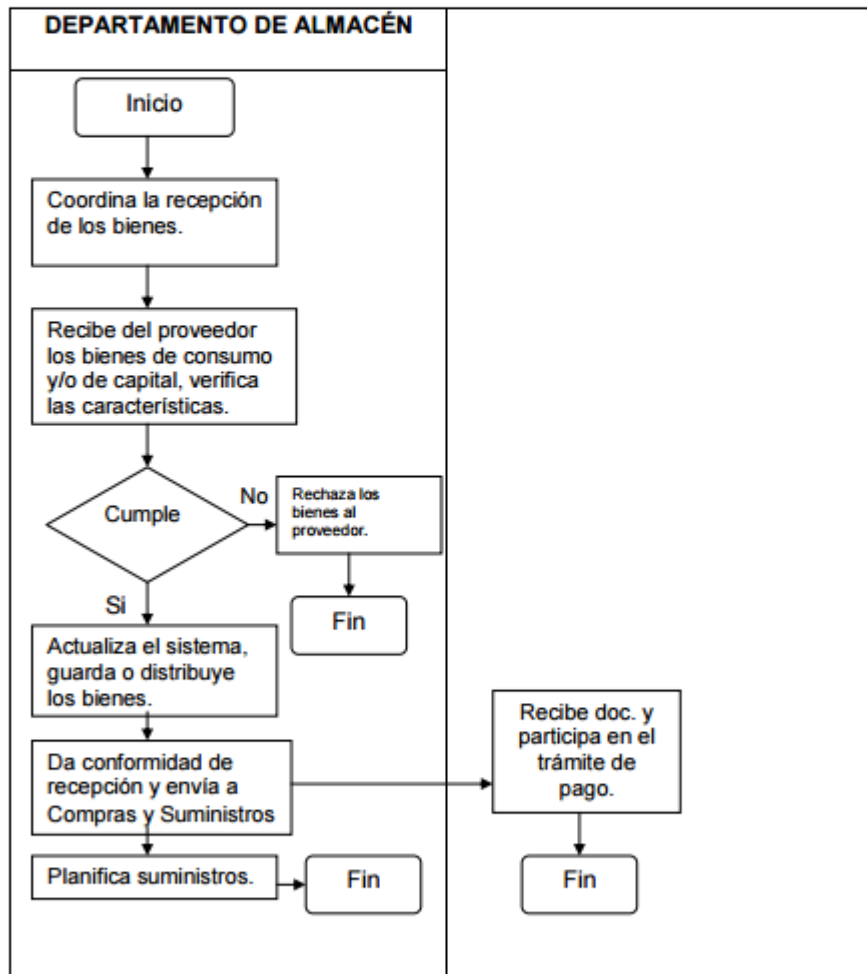 DEPARTAMENTO DE ALMACÉN
Inicio
Coordina la recepción
de los bienes.
Recibe del proveedor
los bienes de consumo
y/o de capital, verifica
las características.
Cumple
No
Rechaza los
bienes al
proveedor.
Fin
Si
Actualiza el sistema,
guarda o distribuye
los bienes.
Da conformidad de
recepción y envía a
Compras y Suministros
Recibe doc. y
participa en el
trámite de
pago.
Planifica suministros.
Fin
Fin